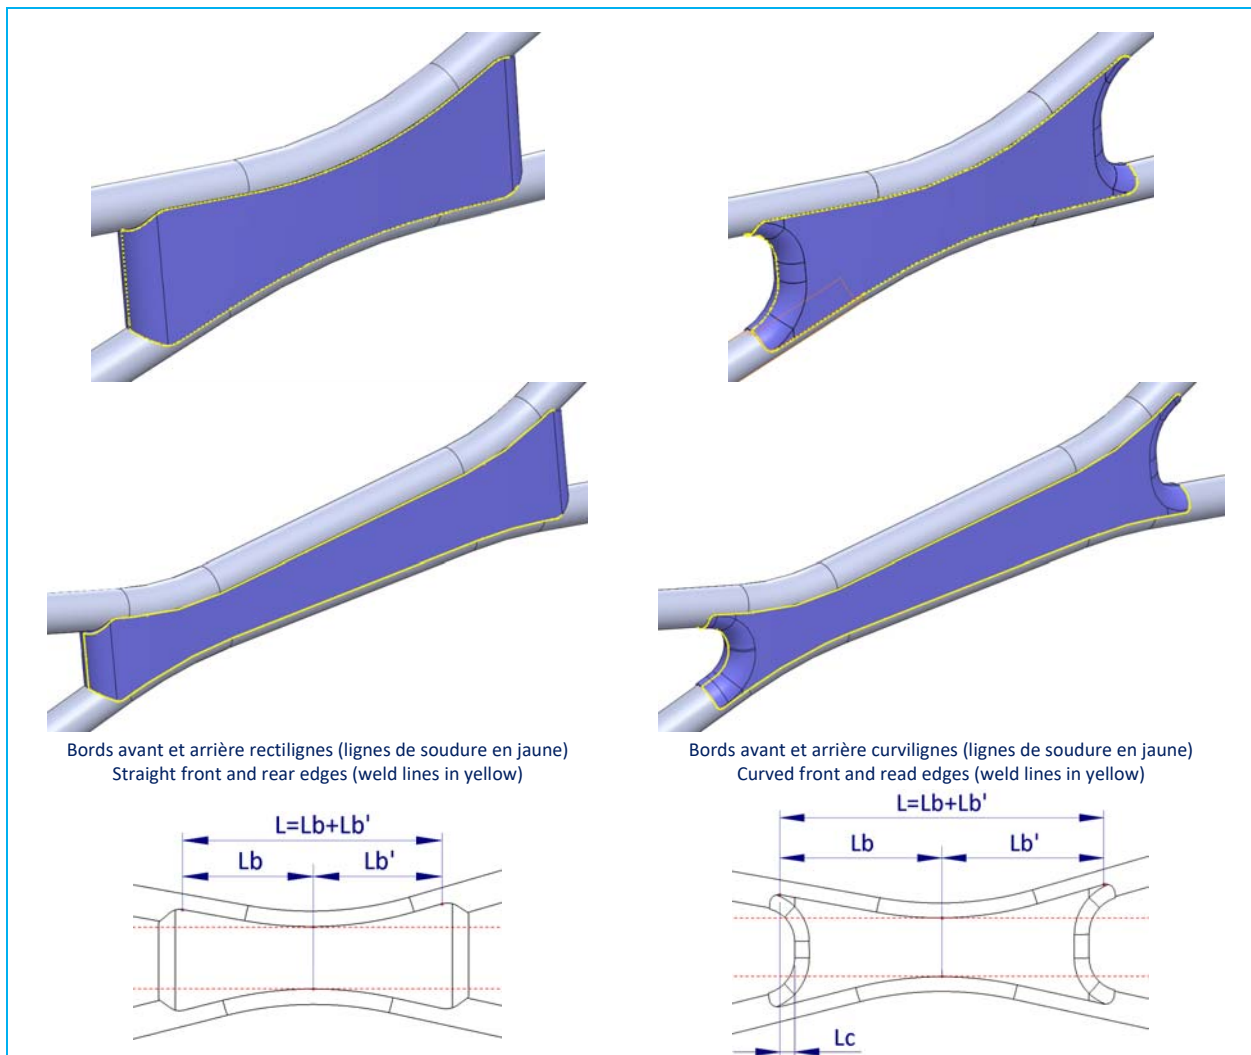 Bords avant et arrière rectilignes (lignes de soudure en jaune)
Straight front and rear edges (weld lines in yellow)
Bords avant et arrière curvilignes (lignes de soudure en jaune)
Curved front and read edges (weld lines in yellow)
L=Lb+Lb'
Lb
Lb'
L=Lb+Lb'
Lb
Lb'
Lc